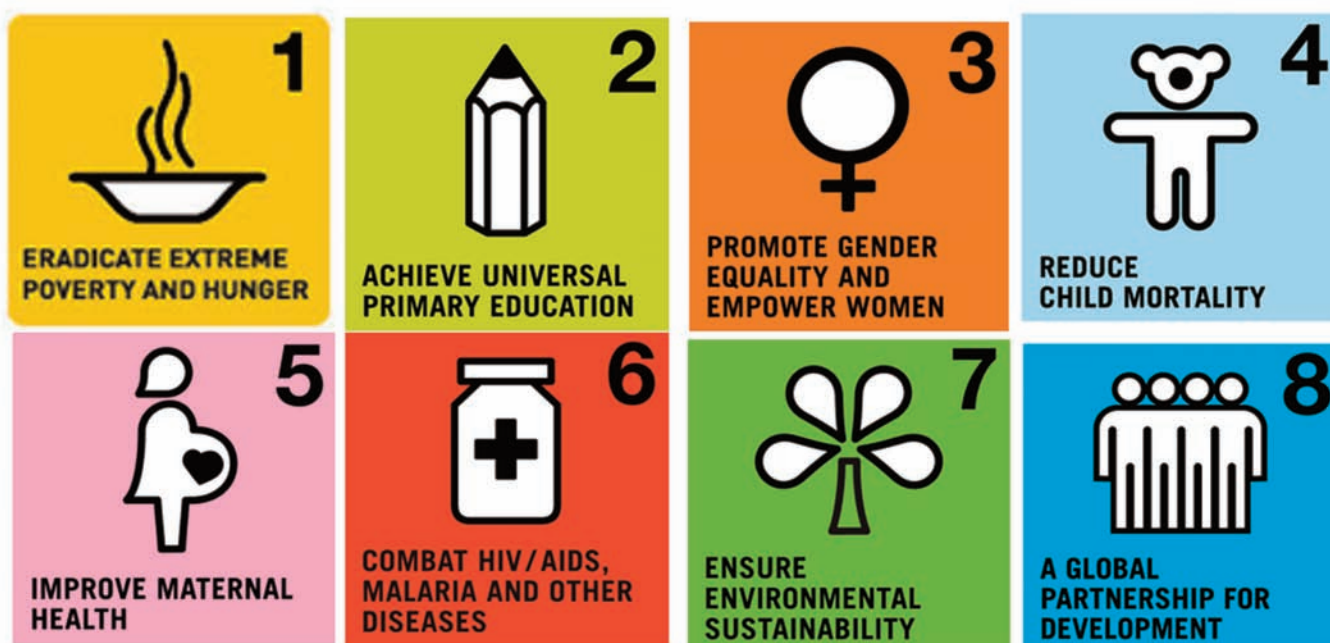 1
ERADICATE EXTREME
POVERTY AND HUNGER
2
ACHIEVE UNIVERSAL
PRIMARY EDUCATION
3
PROMOTE GENDER
EQUALITY AND
EMPOWER WOMEN
4
REDUCE
CHILD MORTALITY
5
IMPROVE MATERNAL
HEALTH
6
COMBAT HIV/AIDS,
MALARIA AND OTHER
DISEASES
7
ENSURE
ENVIRONMENTAL
SUSTAINABILITY
8
A GLOBAL
PARTNERSHIP FOR
DEVELOPMENT